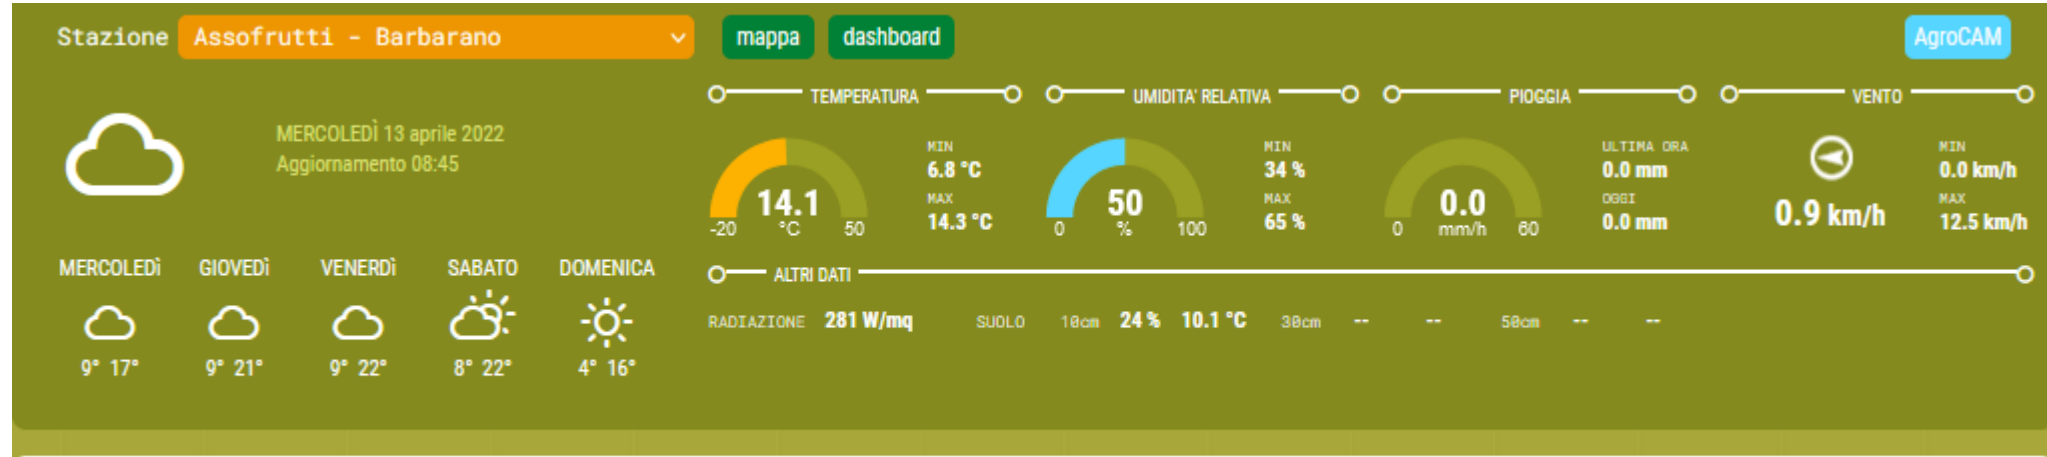 Stazione Assofrutti - Barbarano mappa dashboard AgroCAM
MERCOLEDÌ 13 aprile 2022
Aggiornamento 08:45
TEMPERATURA
14.1
°C
-20 50
MIN
6.8 °C
MAX
14.3 °C
UMIDITA' RELATIVA
50
%
0 100
MIN
34 %
MAX
65 %
PIOGGIA
0.0
mm/h
0 60
ULTIMA ORA
0.0 mm
OGGI
0.0 mm
VENTO
0.9 km/h
MIN
0.0 km/h
MAX
12.5 km/h
MERCOLEDÌ GIOVEDÌ VENERDÌ SABATO DOMENICA
9° 17° 9° 21° 9° 22° 8° 22° 4° 16°
ALTRI DATI
RADIAZIONE 281 W/mq SUOLO 10cm 24 % 10.1 °C 30cm -- -- 50cm -- --